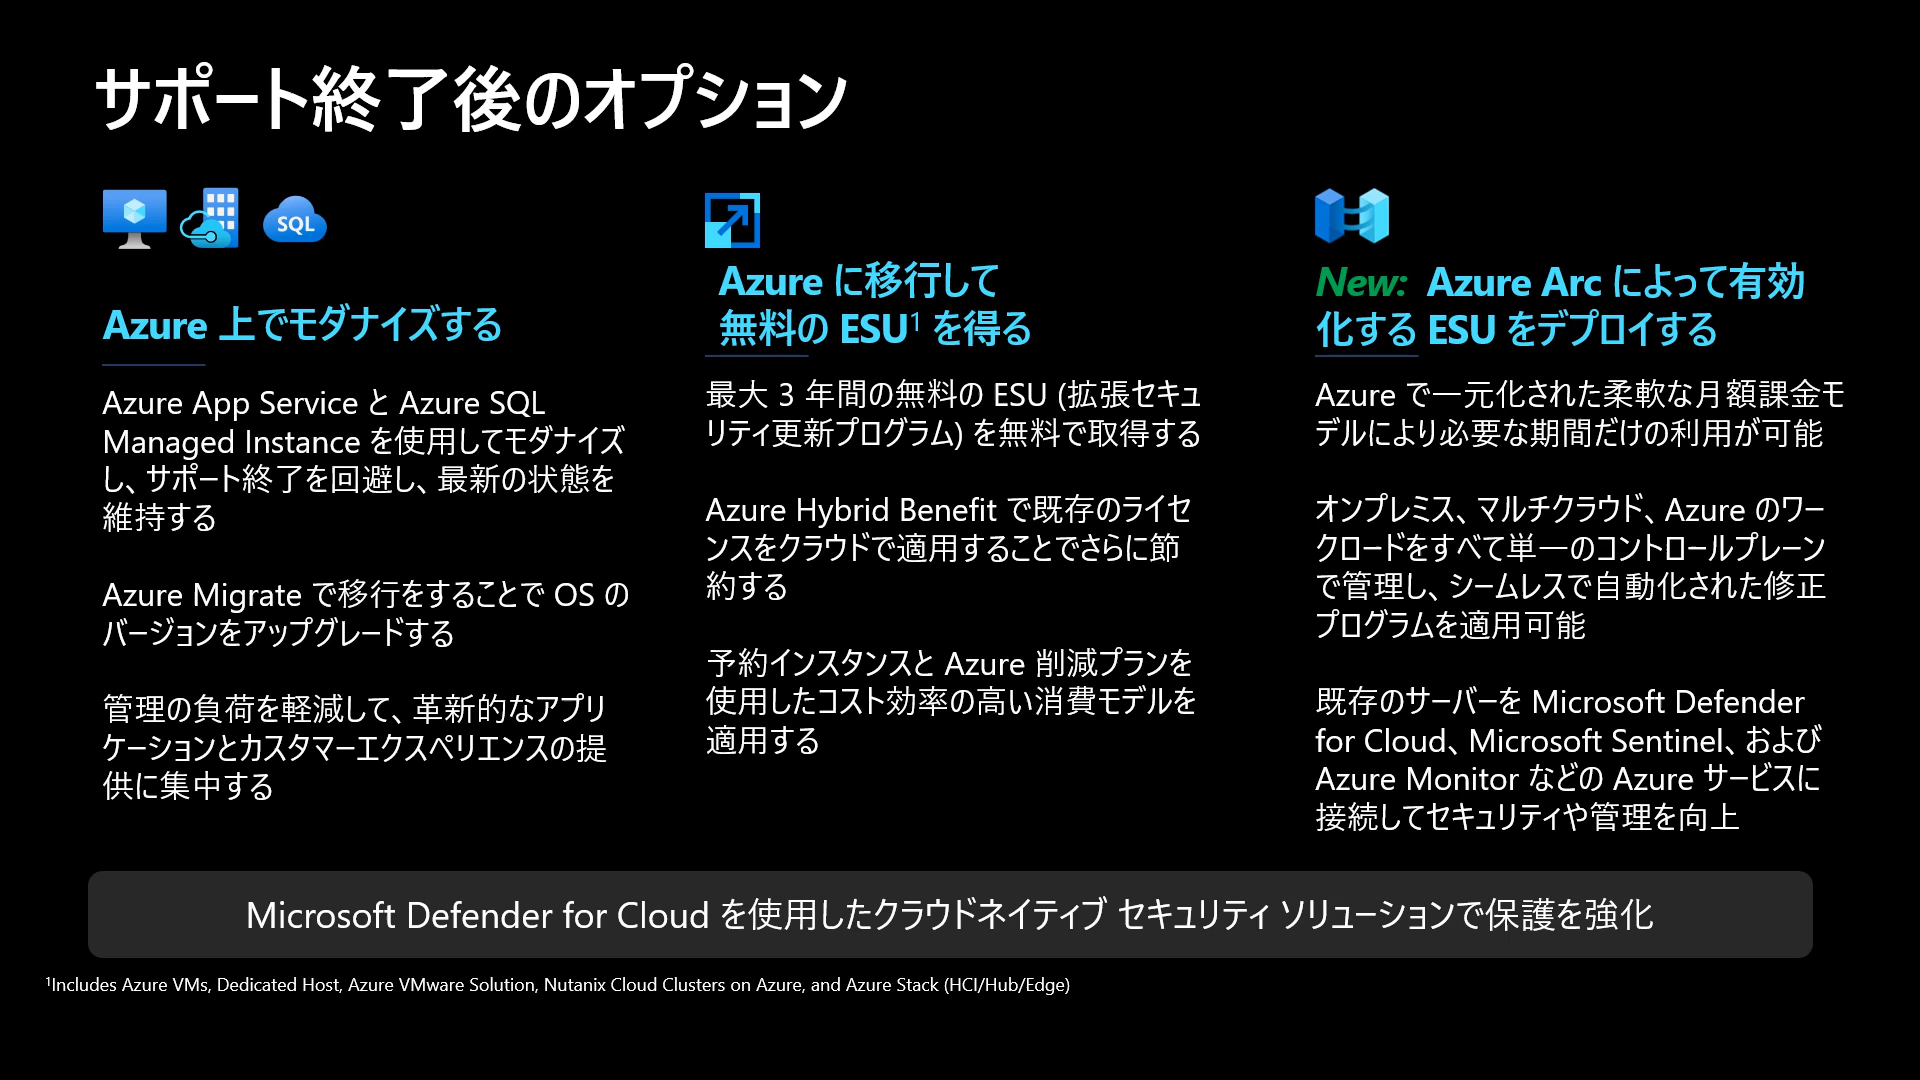 サポート終了後のオプション
SQL
Azure 上でモダナイズする
Azure App Service と Azure SQL
Managed Instance を使用してモダナイズ
し、サポート終了を回避し、最新の状態を
維持する
Azure Migrate で移行をすることで OS の
バージョンをアップグレードする
管理の負荷を軽減して、革新的なアプリ
ケーションとカスタマーエクスペリエンスの提
供に集中する
Azure に移行して
無料の ESU¹ を得る
最大 3 年間の無料の ESU (拡張セキュ
リティ更新プログラム) を無料で取得する
Azure Hybrid Benefit で既存のライセ
ンスをクラウドで適用することでさらに節
約する
予約インスタンスと Azure 削減プランを
使用したコスト効率の高い消費モデルを
適用する
New: Azure Arc によって有効
化する ESU をデプロイする
Azure で一元化された柔軟な月額課金モ
デルにより必要な期間だけの利用が可能
オンプレミス、マルチクラウド、Azure のワー
クロードをすべて単一のコントロールプレーン
で管理し、シームレスで自動化された修正
プログラムを適用可能
既存のサーバーを Microsoft Defender
for Cloud、Microsoft Sentinel、および
Azure Monitor などの Azure サービスに
接続してセキュリティや管理を向上
Microsoft Defender for Cloud を使用したクラウドネイティブ セキュリティ ソリューションで保護を強化
¹Includes Azure VMs, Dedicated Host, Azure VMware Solution, Nutanix Cloud Clusters on Azure, and Azure Stack (HCI/Hub/Edge)